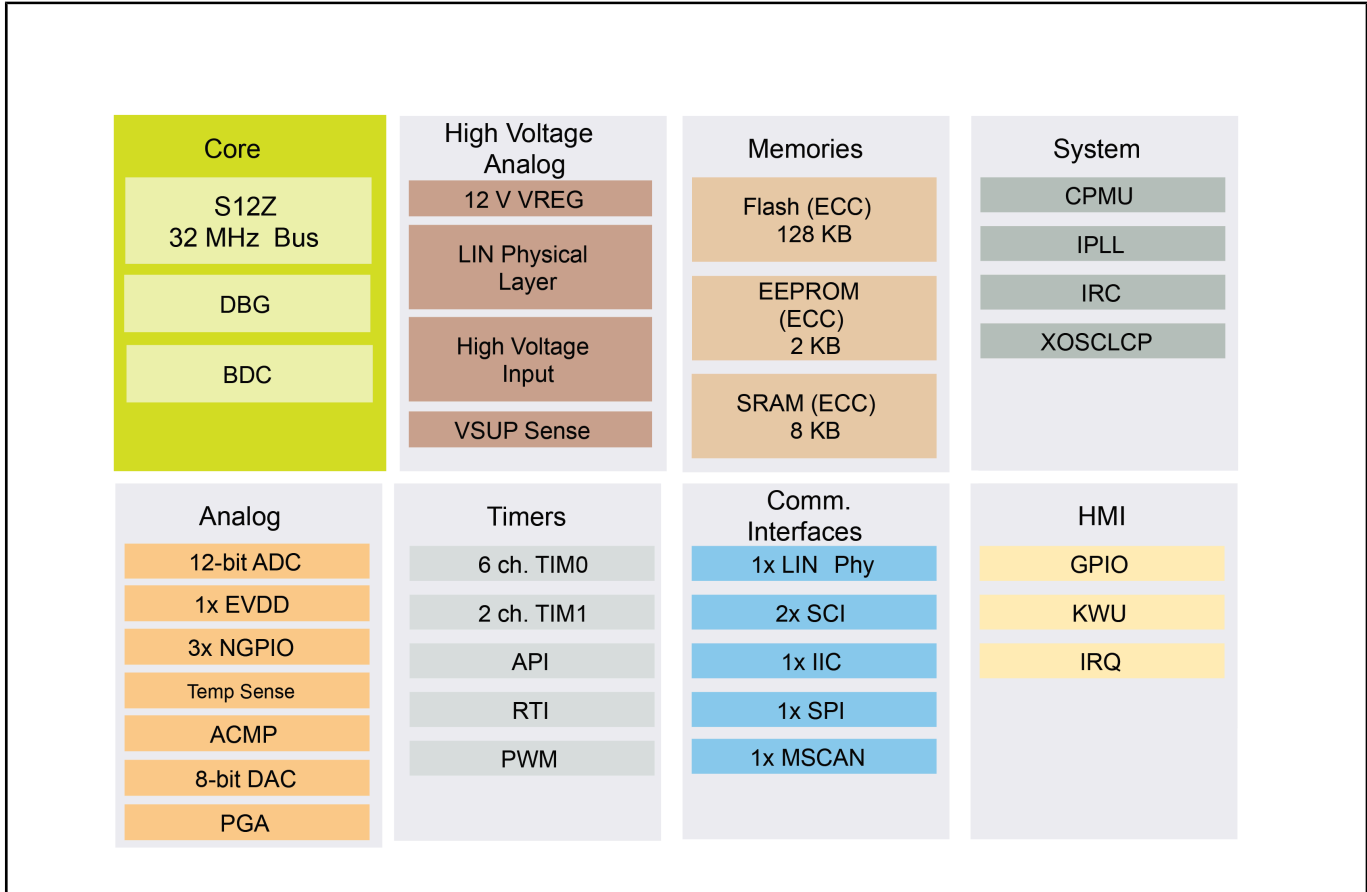 Core
S12Z
32 MHz Bus
DBG
BDC
High Voltage
Analog
12 V VREG
LIN Physical
Layer
High Voltage
Input
VSUP Sense
Memories
Flash (ECC)
128 KB
EEPROM
(ECC)
2 KB
SRAM (ECC)
8 KB
System
CPMU
IPLL
IRC
XOSCLCP
Analog
12-bit ADC
1x EVDD
3x NGPIO
Temp Sense
ACMP
8-bit DAC
PGA
Timers
6 ch. TIM0
2 ch. TIM1
API
RTI
PWM
Comm.
Interfaces
1x LIN Phy
2x SCI
1x IIC
1x SPI
1x MSCAN
HMI
GPIO
KWU
IRQ